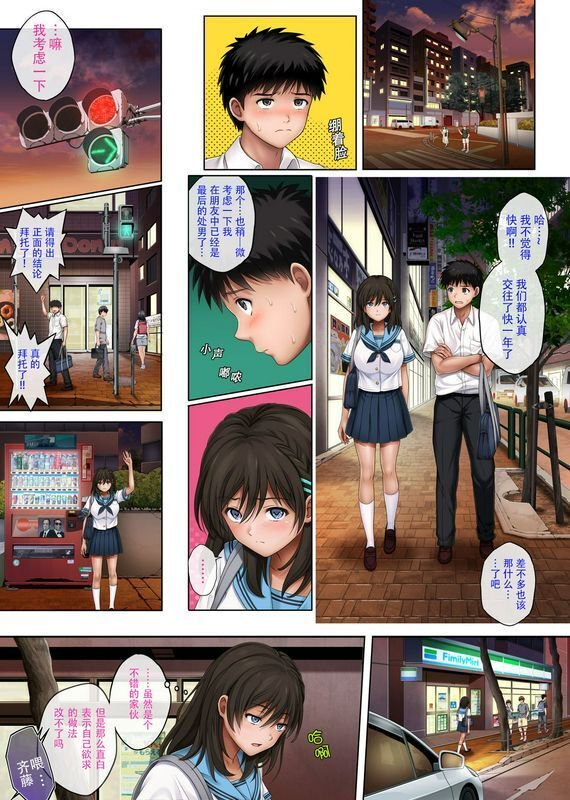 哈…~
我不觉得
快啊!!
我们都认真
交往了快一年了
差不多也该
那什么…
…了吧
绷着脸
那个…也稍 微
考虑一下我
在朋友中已经是
最后的处男了…
小声
嘟哝
……
…嘛
我考虑一下
请得出
正面的结论
拜托了!
真的
拜托了!!
FimilyMart
哈啊
……虽然是个
不错的家伙
但是那么直白
表示自己欲求
的做法
改不了吗
喂…
齐藤